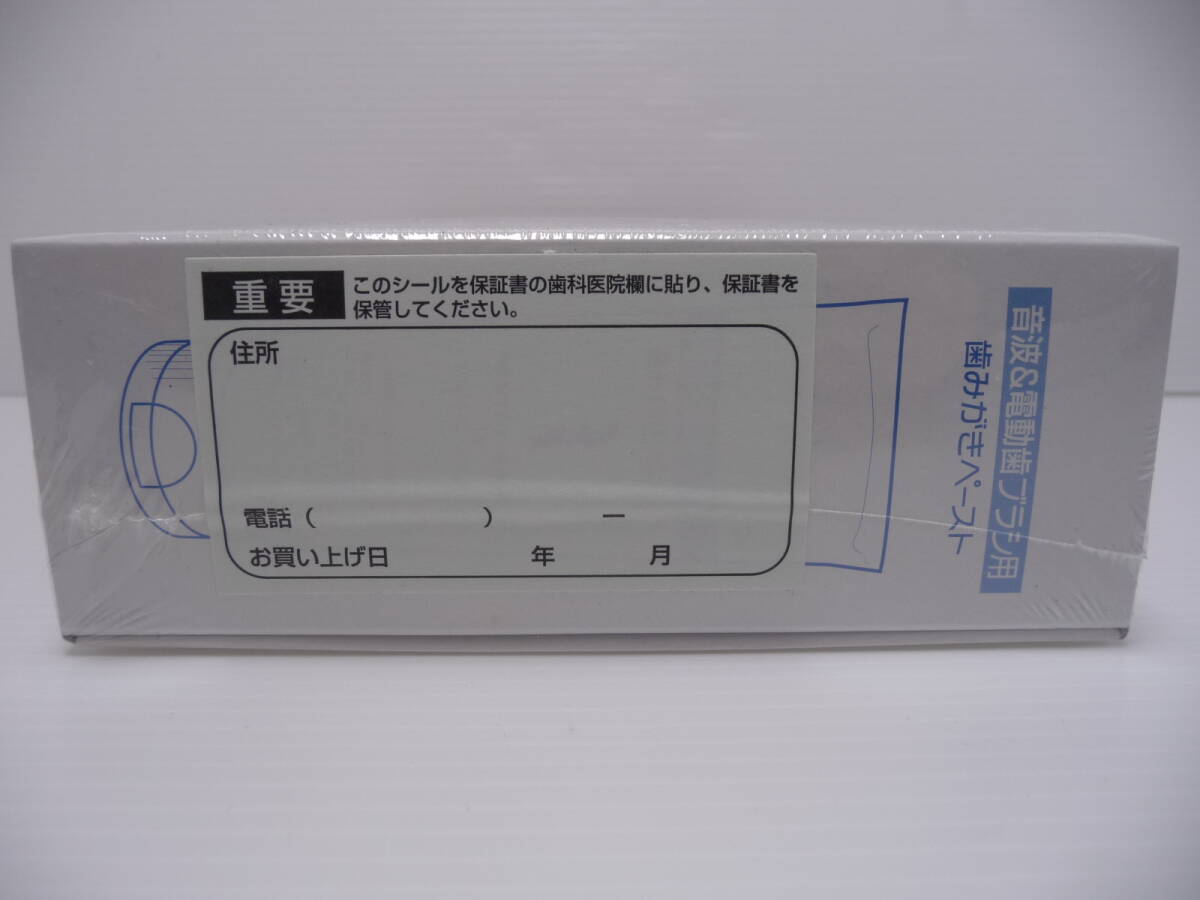 重要
このシールを保証書の歯科医院欄に貼り、保証書を
保管してください。
住所
電話（　　　　　　　）　　　　ー
お買い上げ日　　　　　　年　　　　月
音波&電動歯ブラシ用
歯みがきペースト